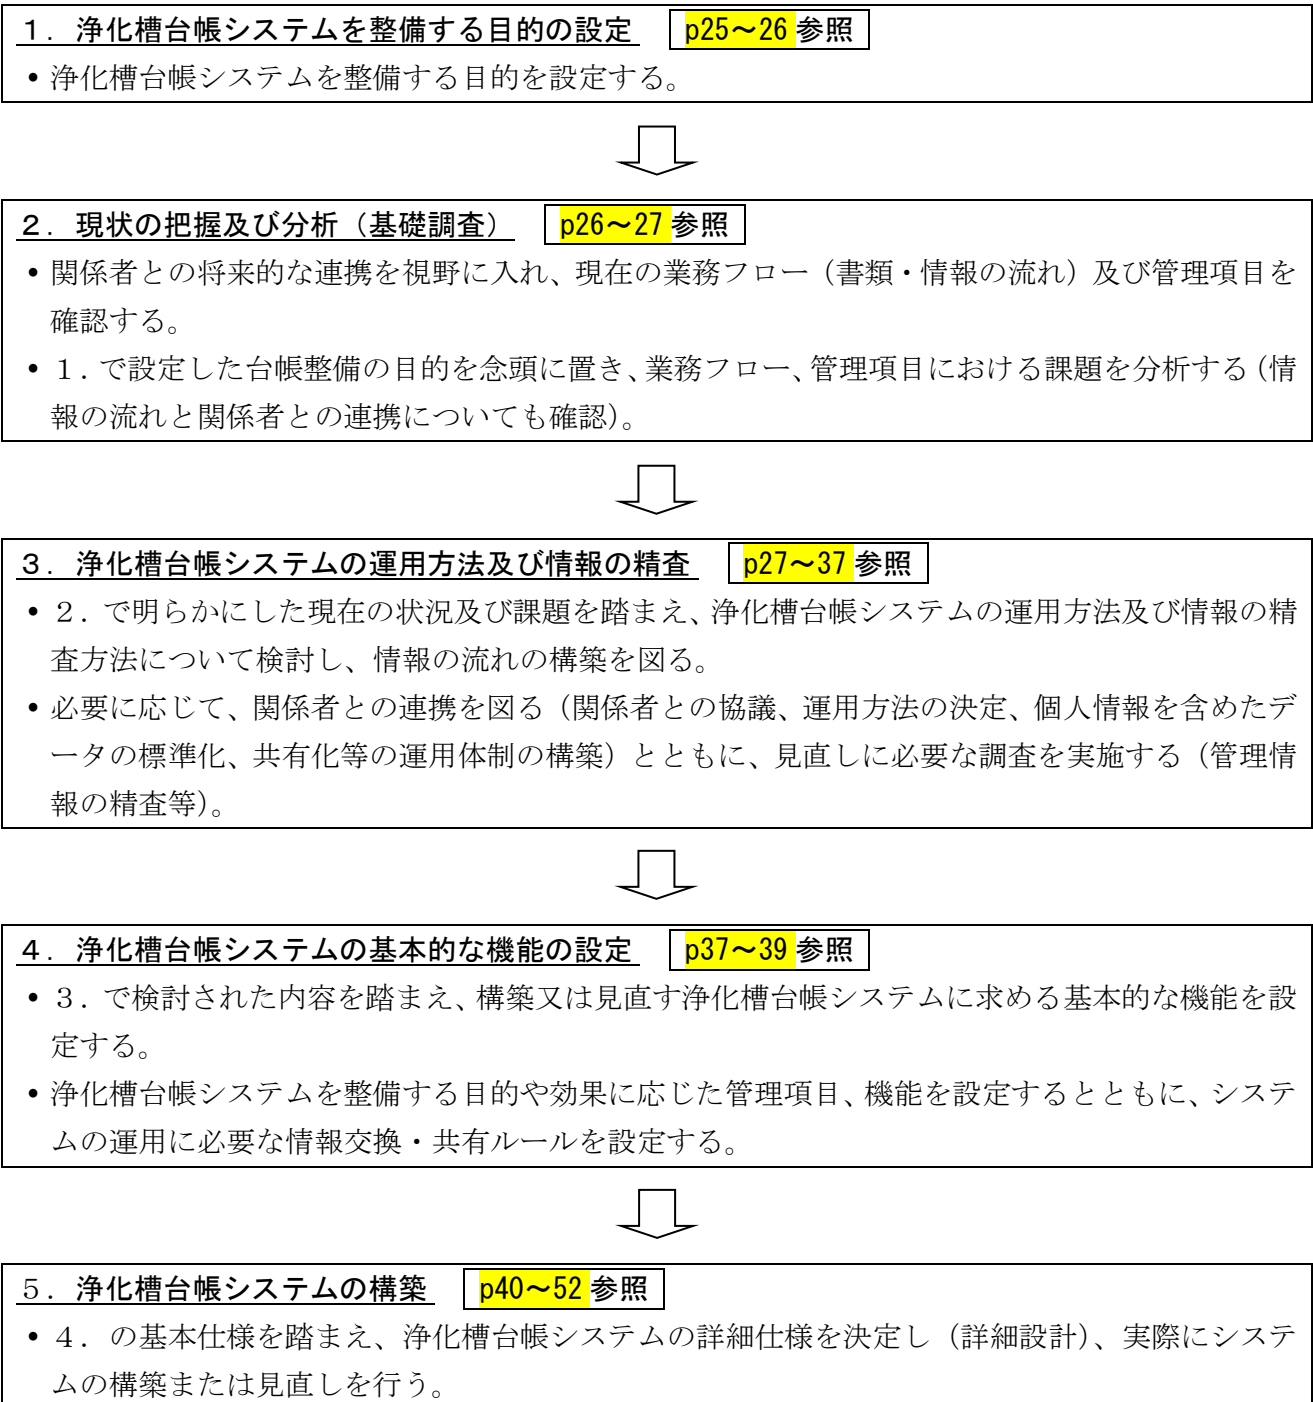 １．浄化槽台帳システムを整備する目的の設定　p25～26 参照
• 浄化槽台帳システムを整備する目的を設定する。
２．現状の把握及び分析（基礎調査）　p26～27 参照
• 関係者との将来的な連携を視野に入れ、現在の業務フロー（書類・情報の流れ）及び管理項目を
確認する。
• １．で設定した台帳整備の目的を念頭に置き、業務フロー、管理項目における課題を分析する（情
報の流れと関係者との連携についても確認）。
３．浄化槽台帳システムの運用方法及び情報の精査　p27～37 参照
• ２．で明らかにした現在の状況及び課題を踏まえ、浄化槽台帳システムの運用方法及び情報の精
査方法について検討し、情報の流れの構築を図る。
• 必要に応じて、関係者との連携を図る（関係者との協議、運用方法の決定、個人情報を含めたデ
ータの標準化、共有化等の運用体制の構築）とともに、見直しに必要な調査を実施する（管理情
報の精査等）。
４．浄化槽台帳システムの基本的な機能の設定　p37～39 参照
• ３．で検討された内容を踏まえ、構築又は見直す浄化槽台帳システムに求める基本的な機能を設
定する。
• 浄化槽台帳システムを整備する目的や効果に応じた管理項目、機能を設定するとともに、システ
ムの運用に必要な情報交換・共有ルールを設定する。
５．浄化槽台帳システムの構築　p40～52 参照
• ４．の基本仕様を踏まえ、浄化槽台帳システムの詳細仕様を決定し（詳細設計）、実際にシステ
ムの構築または見直しを行う。